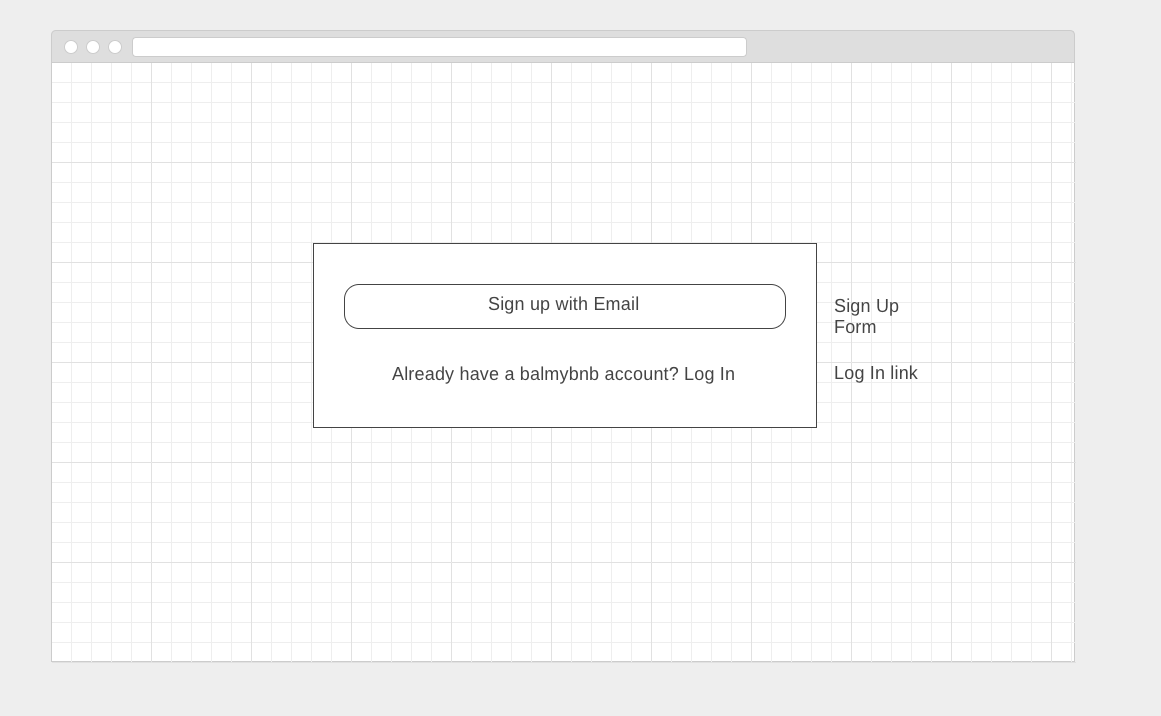 Sign up with Email
Sign Up
Form
Already have a balmybnb account? Log In
Log In link